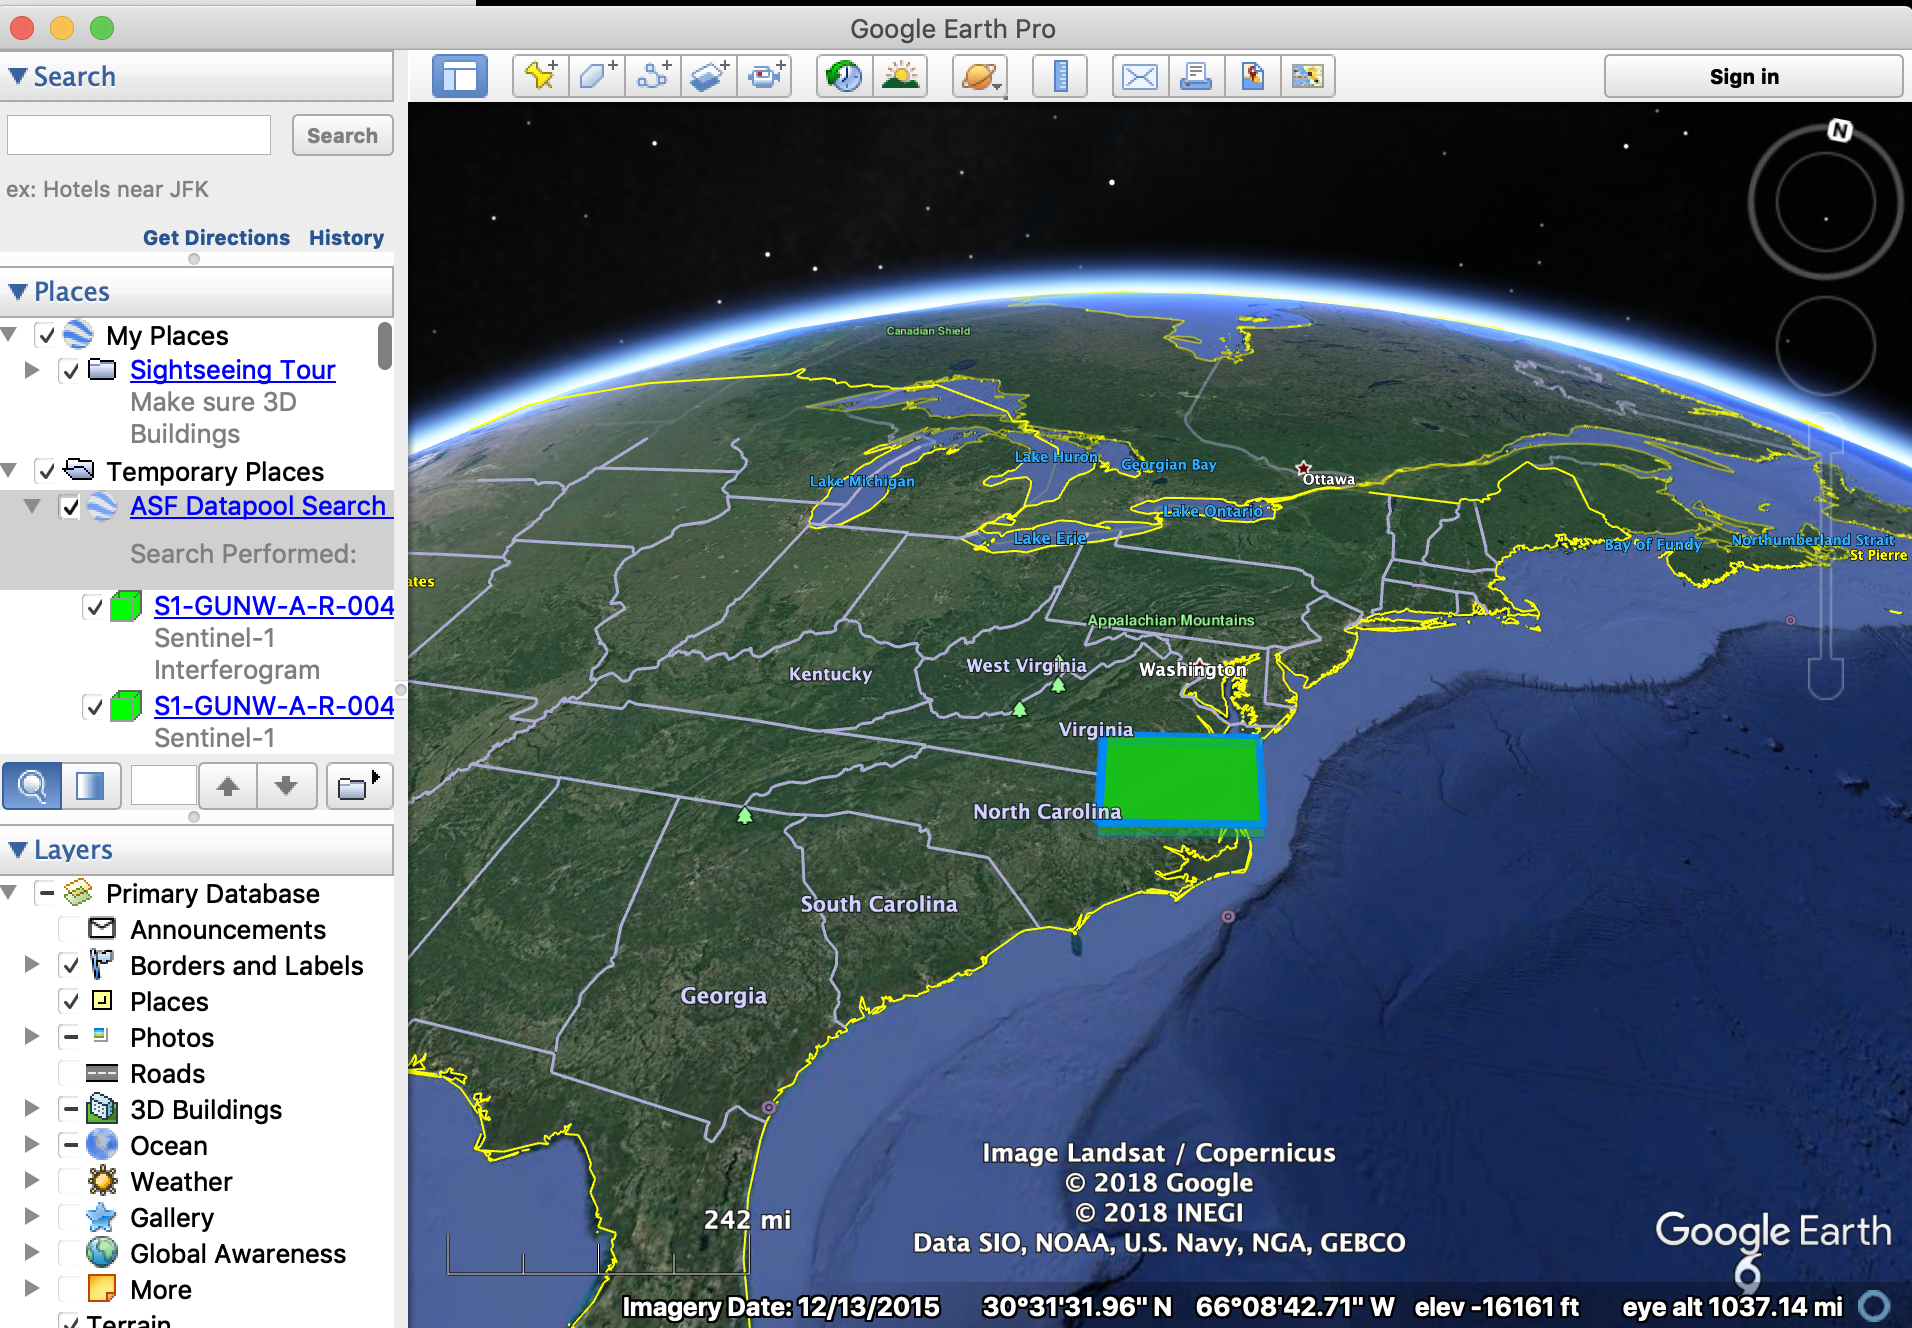 Google Earth Pro
Search
Search
ex: Hotels near JFK
Get Directions History
Places
My Places
Sightseeing Tour
Make sure 3D
Buildings
Temporary Places
ASF Datapool Search
Search Performed:
S1-GUNW-A-R-004
Sentinel-1
Interferogram
S1-GUNW-A-R-004
Sentinel-1
Layers
Primary Database
Announcements
Borders and Labels
Places
Photos
Roads
3D Buildings
Ocean
Weather
Gallery
Global Awareness
More
Terrain
Sign in
N
Canadian Shield
Lake Huron
Georgian Bay
Lake Michigan
Ottawa
Lake Ontario
Lake Erie
Bay of Fundy
Northumberland Strait
St Pierre
ates
Appalachian Mountains
West Virginia
Washington
Kentucky
Virginia
North Carolina
South Carolina
Georgia
Image Landsat / Copernicus
© 2018 Google
© 2018 INEGI
Data SIO, NOAA, U.S. Navy, NGA, GEBCO
242 mi
Google Earth
Imagery Date: 12/13/2015 30°31'31.96" N 66°08'42.71" W elev -16161 ft eye alt 1037.14 mi